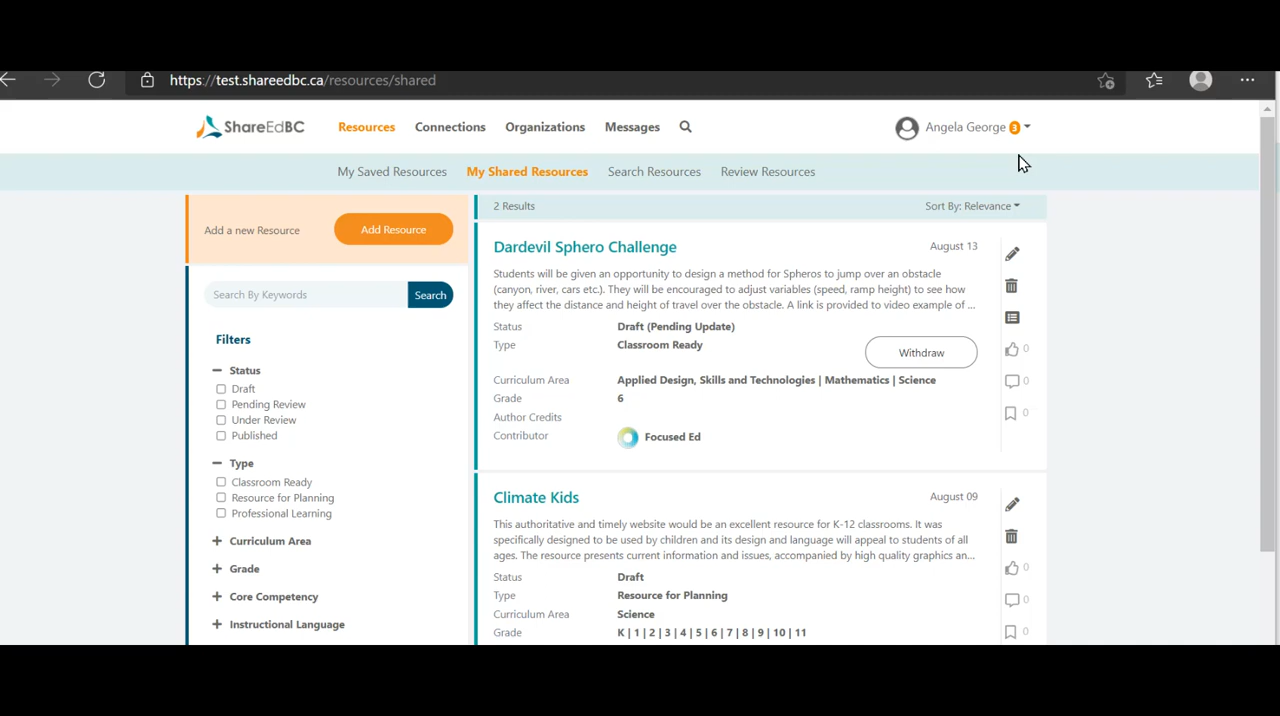 https://test.shareedbc.ca/resources/shared
ShareEdBC
Resources
Connections
Organizations
Messages
Angela George 3
My Saved Resources
My Shared Resources
Search Resources
Review Resources
Add a new Resource
Add Resource
Search By Keywords
Search
Filters
Status
Draft
Pending Review
Under Review
Published
Type
Classroom Ready
Resource for Planning
Professional Learning
Curriculum Area
Grade
Core Competency
Instructional Language
2 Results
Sort By: Relevance
Dardevil Sphero Challenge
August 13
Students will be given an opportunity to design a method for Spheros to jump over an obstacle
(canyon, river, cars etc.). They will be encouraged to adjust variables (speed, ramp height) to see how
they affect the distance and height of travel over the obstacle. A link is provided to video example of ...
Status Draft (Pending Update)
Type Classroom Ready
Withdraw
Curriculum Area Applied Design, Skills and Technologies | Mathematics | Science
Grade 6
Author Credits
Contributor Focused Ed
0
0
0
Climate Kids
August 09
This authoritative and timely website would be an excellent resource for K-12 classrooms. It was
specifically designed to be used by children and its design and language will appeal to students of all
ages. The resource presents current information and issues, accompanied by high quality graphics an...
Status Draft
Type Resource for Planning
Curriculum Area Science
Grade K | 1 | 2 | 3 | 4 | 5 | 6 | 7 | 8 | 9 | 10 | 11
0
0
0